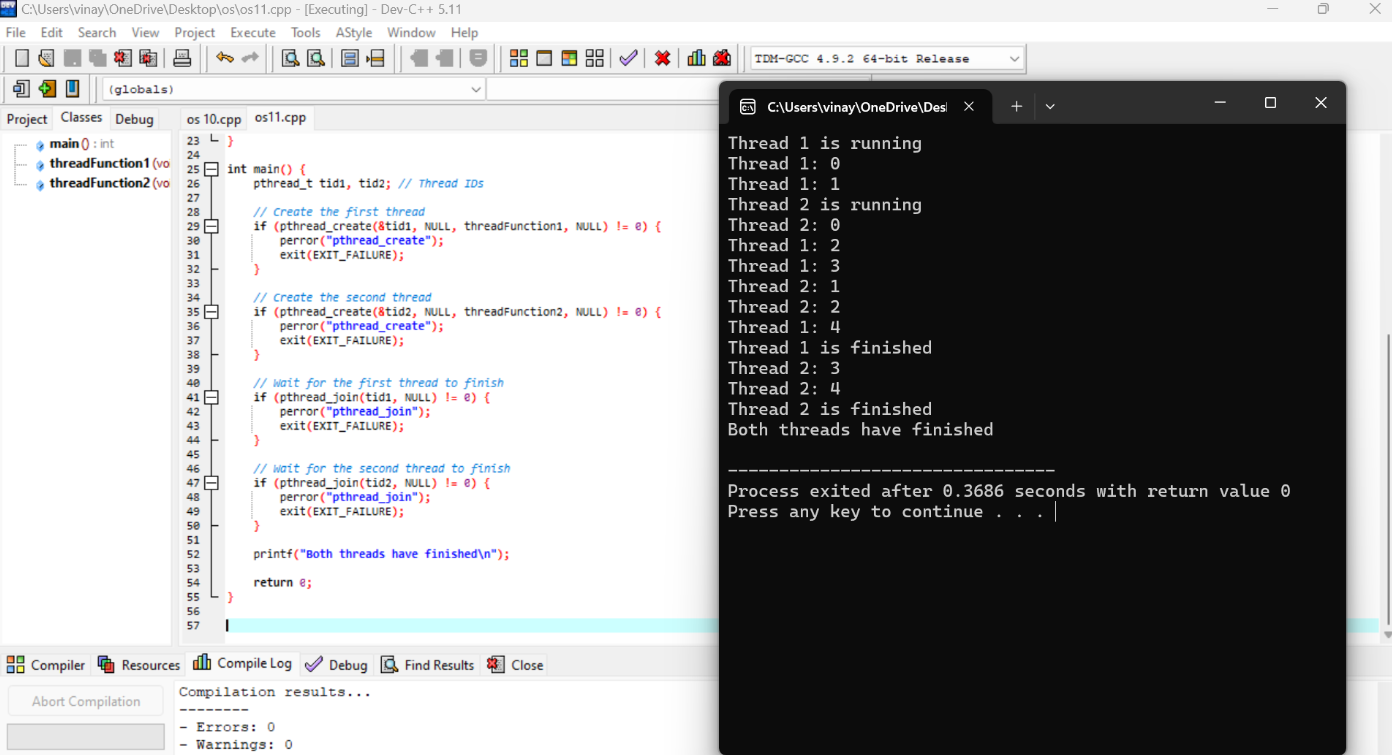 C:\Users\vinay\OneDrive\Desktop\os\os11.cpp - [Executing] - Dev-C++ 5.11
File Edit Search View Project Execute Tools AStyle Window Help
TDM-GCC 4.9.2 64-bit Release
(globals)
Project Classes Debug
os 10.cpp os11.cpp
main () : int
threadFunction1 (vo
threadFunction2 (vo
23 }
24
25 int main() {
26 pthread_t tid1, tid2; // Thread IDs
27
28 // Create the first thread
29 if (pthread_create(&tid1, NULL, threadFunction1, NULL) != 0) {
30 perror("pthread_create");
31 exit(EXIT_FAILURE);
32 }
33
34 // Create the second thread
35 if (pthread_create(&tid2, NULL, threadFunction2, NULL) != 0) {
36 perror("pthread_create");
37 exit(EXIT_FAILURE);
38 }
39
40 // Wait for the first thread to finish
41 if (pthread_join(tid1, NULL) != 0) {
42 perror("pthread_join");
43 exit(EXIT_FAILURE);
44 }
45
46 // Wait for the second thread to finish
47 if (pthread_join(tid2, NULL) != 0) {
48 perror("pthread_join");
49 exit(EXIT_FAILURE);
50 }
51
52 printf("Both threads have finished\n");
53
54 return 0;
55 }
56
57
C:\Users\vinay\OneDrive\Des
Thread 1 is running
Thread 1: 0
Thread 1: 1
Thread 2 is running
Thread 2: 0
Thread 1: 2
Thread 1: 3
Thread 2: 1
Thread 2: 2
Thread 1: 4
Thread 1 is finished
Thread 2: 3
Thread 2: 4
Thread 2 is finished
Both threads have finished
--------------------------------
Process exited after 0.3686 seconds with return value 0
Press any key to continue . . .
Compiler Resources Compile Log Debug Find Results Close
Abort Compilation
Compilation results...
--------
- Errors: 0
- Warnings: 0